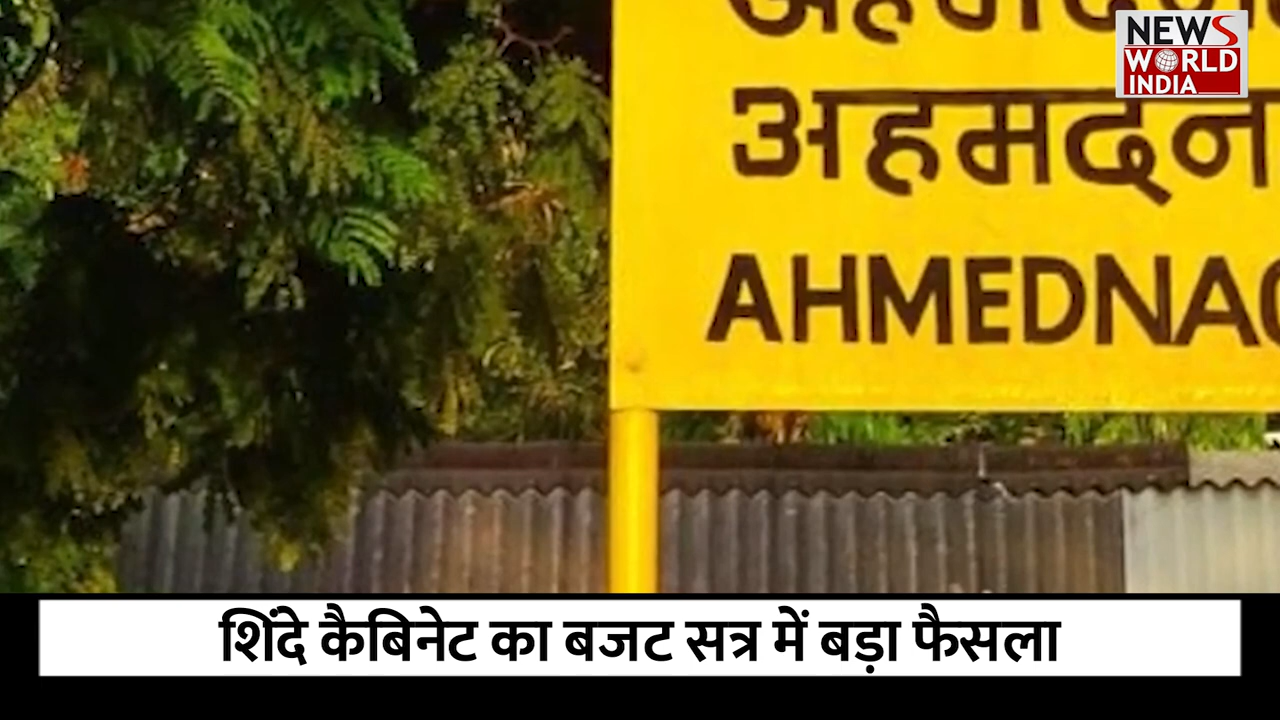 NEWS
WORLD
INDIA
अहमदन
AHMEDNAG
शिंदे कैबिनेट का बजट सत्र में बड़ा फैसला